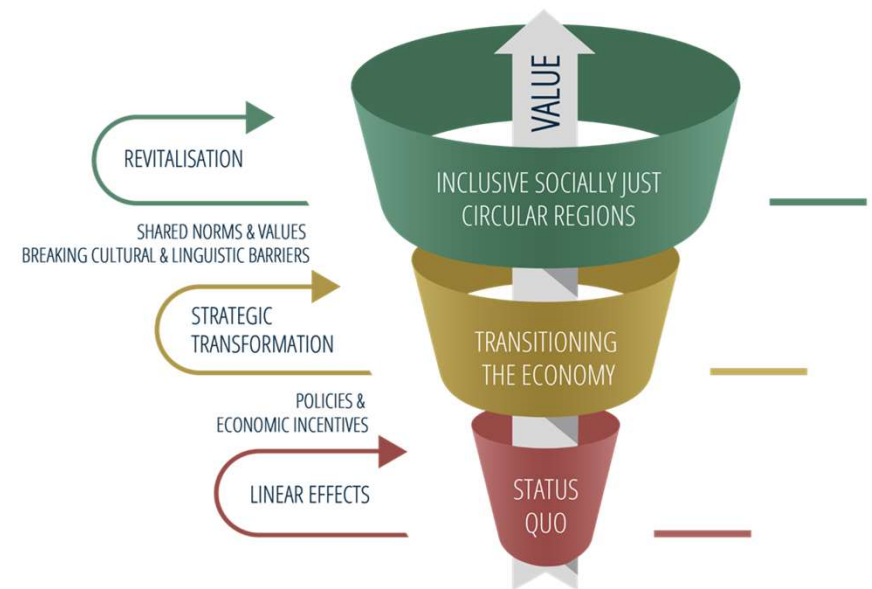 VALUE
REVITALISATION
INCLUSIVE SOCIALLY JUST
CIRCULAR REGIONS
SHARED NORMS & VALUES
BREAKING CULTURAL & LINGUISTIC BARRIERS
STRATEGIC
TRANSFORMATION
TRANSITIONING
THE ECONOMY
POLICIES &
ECONOMIC INCENTIVES
LINEAR EFFECTS
STATUS
QUO